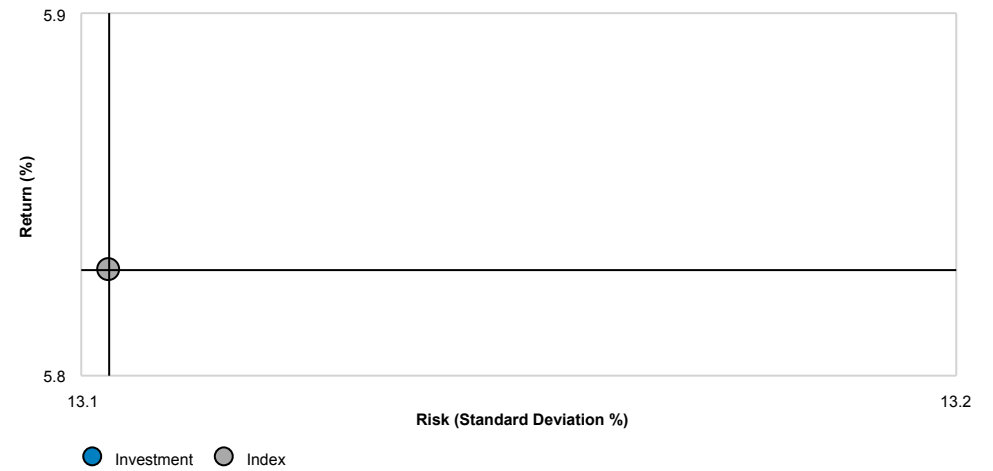 5.9
Return (%)
5.8
13.1
13.2
Risk (Standard Deviation %)
Investment Index